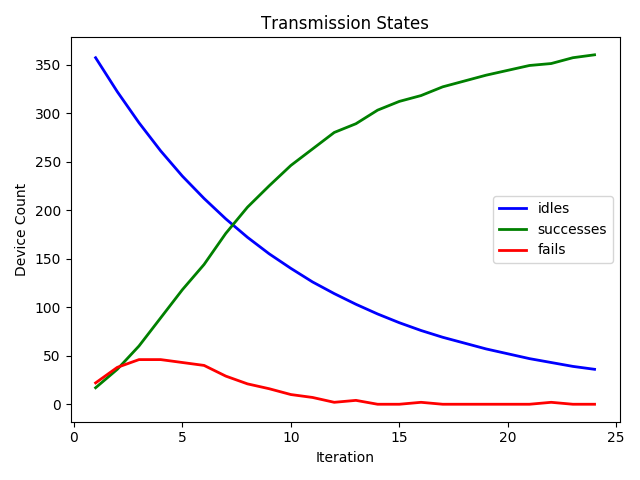 Transmission States
Device Count
350
300
250
200
150
100
50
0
idles
successes
fails
0 5 10 15 20 25
Iteration